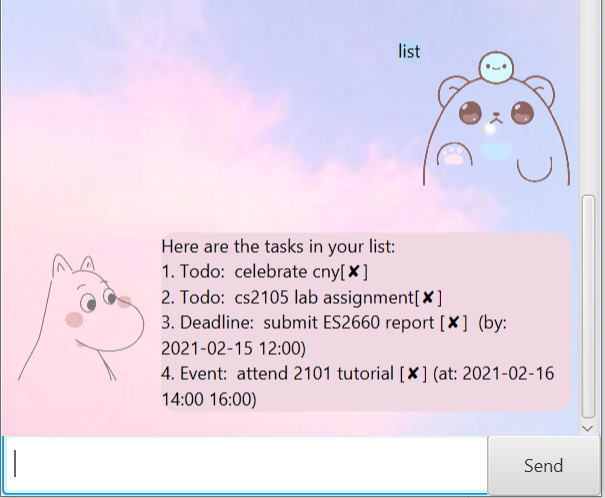 list
Here are the tasks in your list:
1. Todo:  celebrate cny[✘]
2. Todo:  cs2105 lab assignment[✘]
3. Deadline:  submit ES2660 report [✘]  (by:
2021-02-15 12:00)
4. Event:  attend 2101 tutorial [✘] (at: 2021-02-16
14:00 16:00)
Send